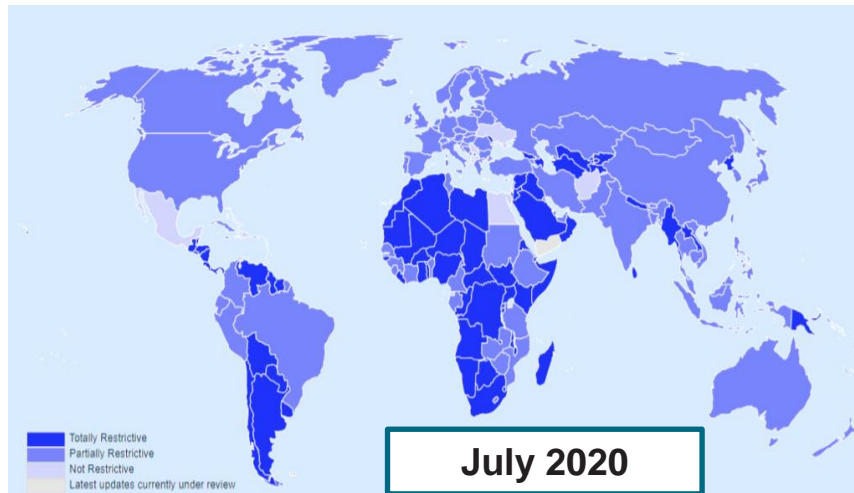 Totally Restrictive
Partially Restrictive
Not Restrictive
Latest updates currently under review
July 2020